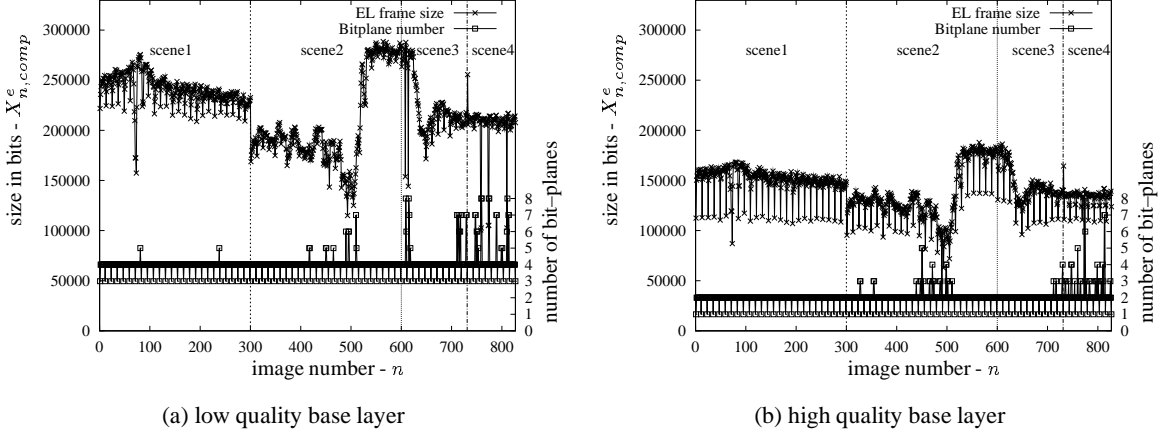 300000
250000
200000
150000
100000
50000
0
0 100 200 300 400 500 600 700 800
size in bits - X^e_{n,comp}
image number - n
number of bit–planes
8
7
6
5
4
3
2
1
0
EL frame size
Bitplane number
scene1 scene2 scene3 scene4
(a) low quality base layer
300000
250000
200000
150000
100000
50000
0
0 100 200 300 400 500 600 700 800
size in bits - X^e_{n,comp}
image number - n
number of bit–planes
8
7
6
5
4
3
2
1
0
EL frame size
Bitplane number
scene1 scene2 scene3 scene4
(b) high quality base layer